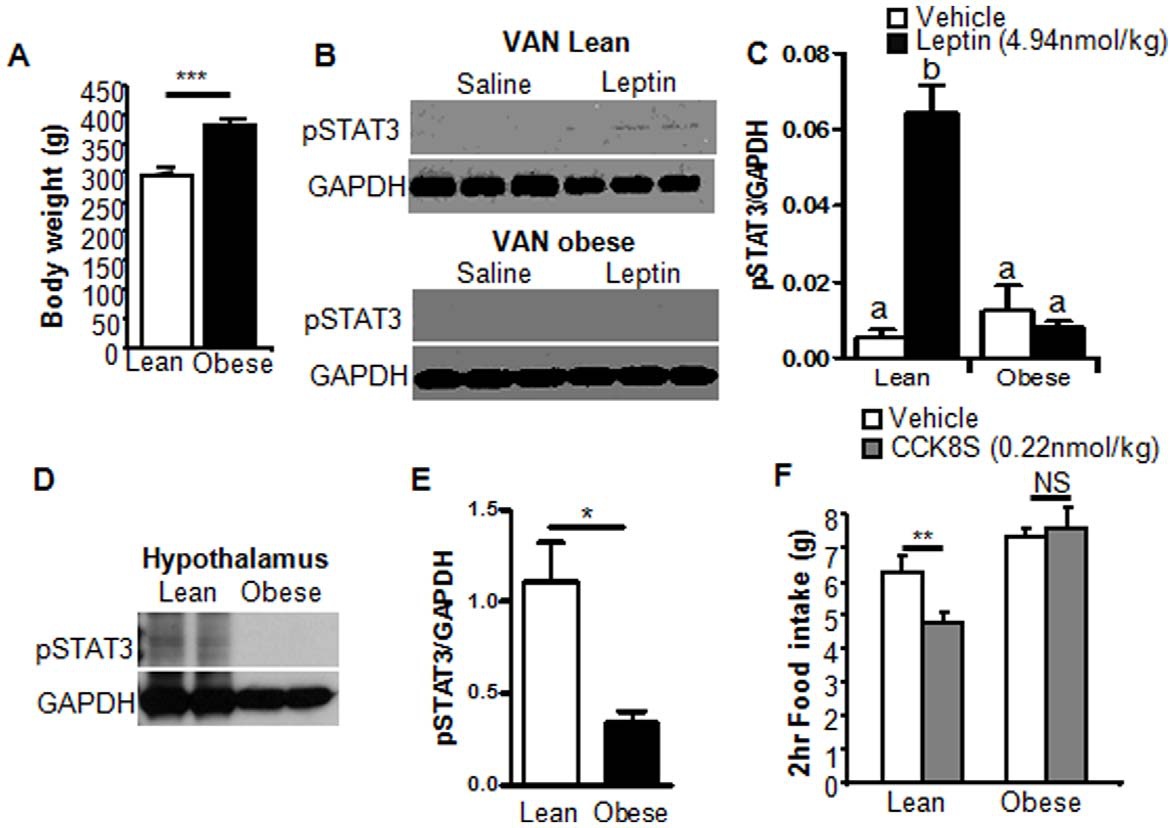 A
***
Body weight (g)
450
400
350
300
250
200
150
100
50
0
Lean Obese
B
VAN Lean
Saline Leptin
pSTAT3
GAPDH
VAN obese
Saline Leptin
pSTAT3
GAPDH
Vehicle
Leptin (4.94nmol/kg)
C
pSTAT3/GAPDH
0.08
0.06
0.04
0.02
0.00
a b a a
Lean Obese
D
Hypothalamus
Lean Obese
pSTAT3
GAPDH
E
pSTAT3/GAPDH
1.5
1.0
0.5
0.0
*
Lean Obese
Vehicle
CCK8S (0.22nmol/kg)
F
2hr Food intake (g)
8
7
6
5
4
3
2
1
0
** NS
Lean Obese